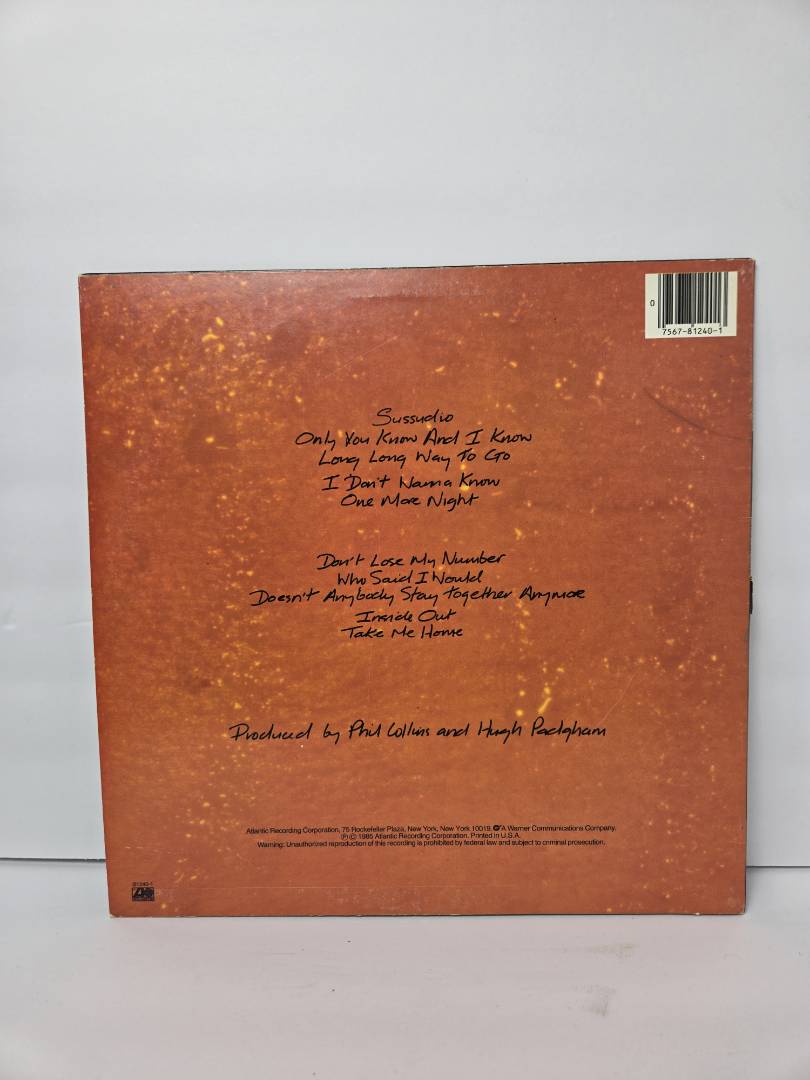 0
7567-81240-1
Sussudio
Only You Know And I Know
Long Long Way To Go
I Don't Wanna Know
One More Night
Don't Lose My Number
Who Said I Would
Doesn't Anybody Stay Together Anymore
Inside Out
Take Me Home
Produced by Phil Collins and Hugh Padgham
Atlantic Recording Corporation, 75 Rockefeller Plaza, New York, New York 10019. A Warner Communications Company.
℗ © 1985 Atlantic Recording Corporation. Printed in U.S.A.
Warning: Unauthorized reproduction of this recording is prohibited by federal law and subject to criminal prosecution.
81240-1